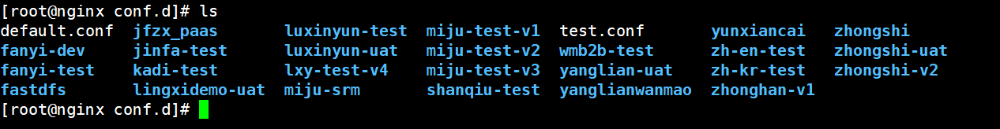 [root@nginx conf.d]# ls
default.conf  jfzx_paas       luxinyun-test  miju-test-v1  test.conf      yunxiancai   zhongshi
fanyi-dev     jinfa-test      luxinyun-uat   miju-test-v2  wmb2b-test     zh-en-test   zhongshi-uat
fanyi-test    kadi-test       lxy-test-v4    miju-test-v3  yanglian-uat   zh-kr-test   zhongshi-v2
fastdfs       lingxidemo-uat  miju-srm       shanqiu-test  yanglianwanmao zhonghan-v1
[root@nginx conf.d]#